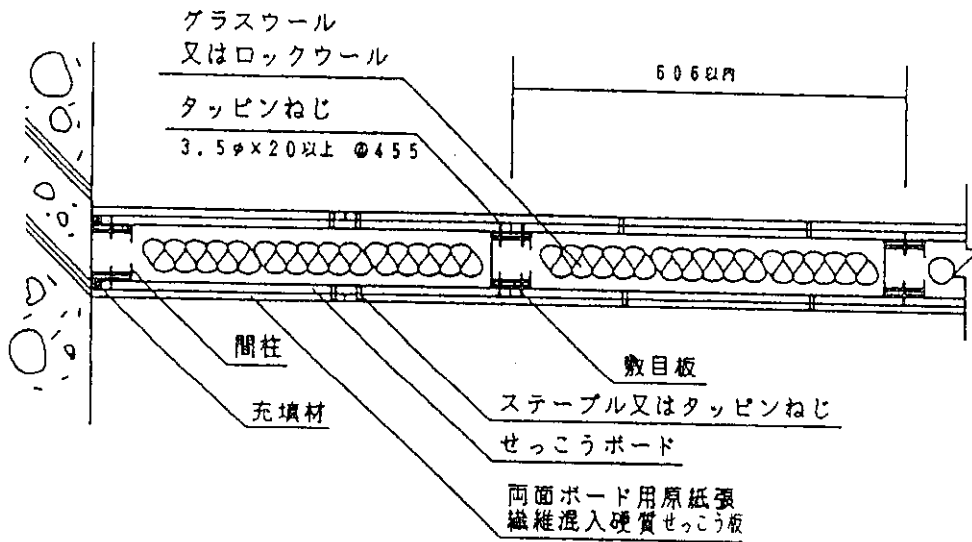 グラスウール
又はロックウール
606以内
タッピンねじ
3.5φ×20以上 @455
間柱
敷目板
充填材
ステープル又はタッピンねじ
せっこうボード
両面ボード用原紙張
繊維混入硬質せっこう板